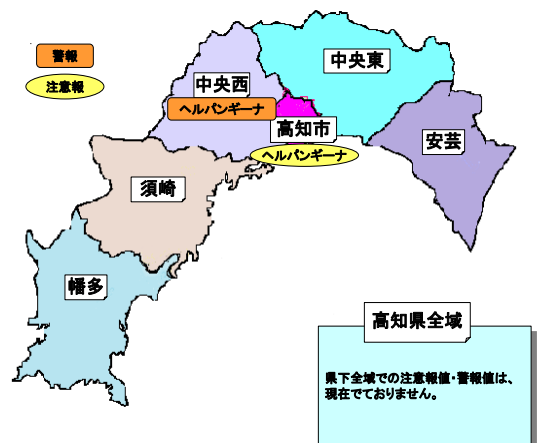 警報
注意報
中央東
中央西
ヘルパンギーナ
高知市
ヘルパンギーナ
安芸
須崎
幡多
高知県全域
県下全域での注意報値・警報値は、
現在でておりません。